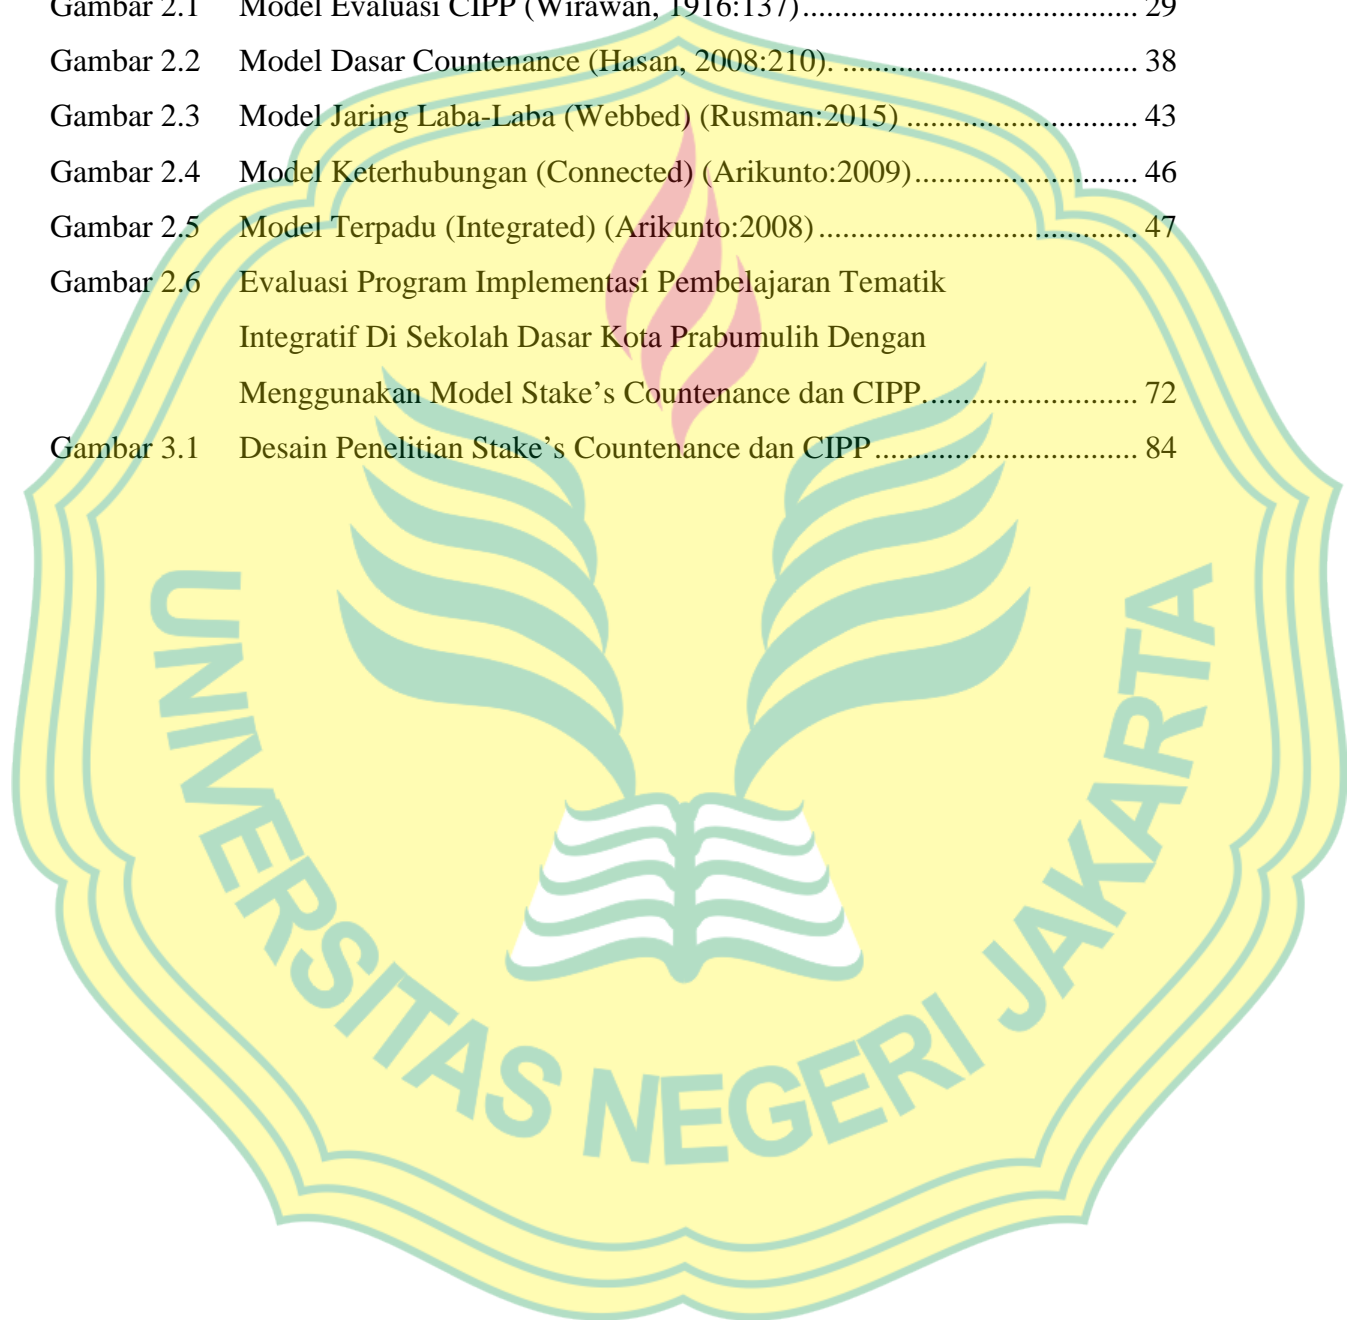 Gambar 2.1 Model Evaluasi CIPP (Wirawan, 1916:137) ......................................... 29
Gambar 2.2 Model Dasar Countenance (Hasan, 2008:210). .................................... 38
Gambar 2.3 Model Jaring Laba-Laba (Webbed) (Rusman:2015) ............................ 43
Gambar 2.4 Model Keterhubungan (Connected) (Arikunto:2009) ........................... 46
Gambar 2.5 Model Terpadu (Integrated) (Arikunto:2008) ....................................... 47
Gambar 2.6 Evaluasi Program Implementasi Pembelajaran Tematik
Integratif Di Sekolah Dasar Kota Prabumulih Dengan
Menggunakan Model Stake’s Countenance dan CIPP. .......................... 72
Gambar 3.1 Desain Penelitian Stake’s Countenance dan CIPP ................................ 84
UNIVERSITAS NEGERI JAKARTA